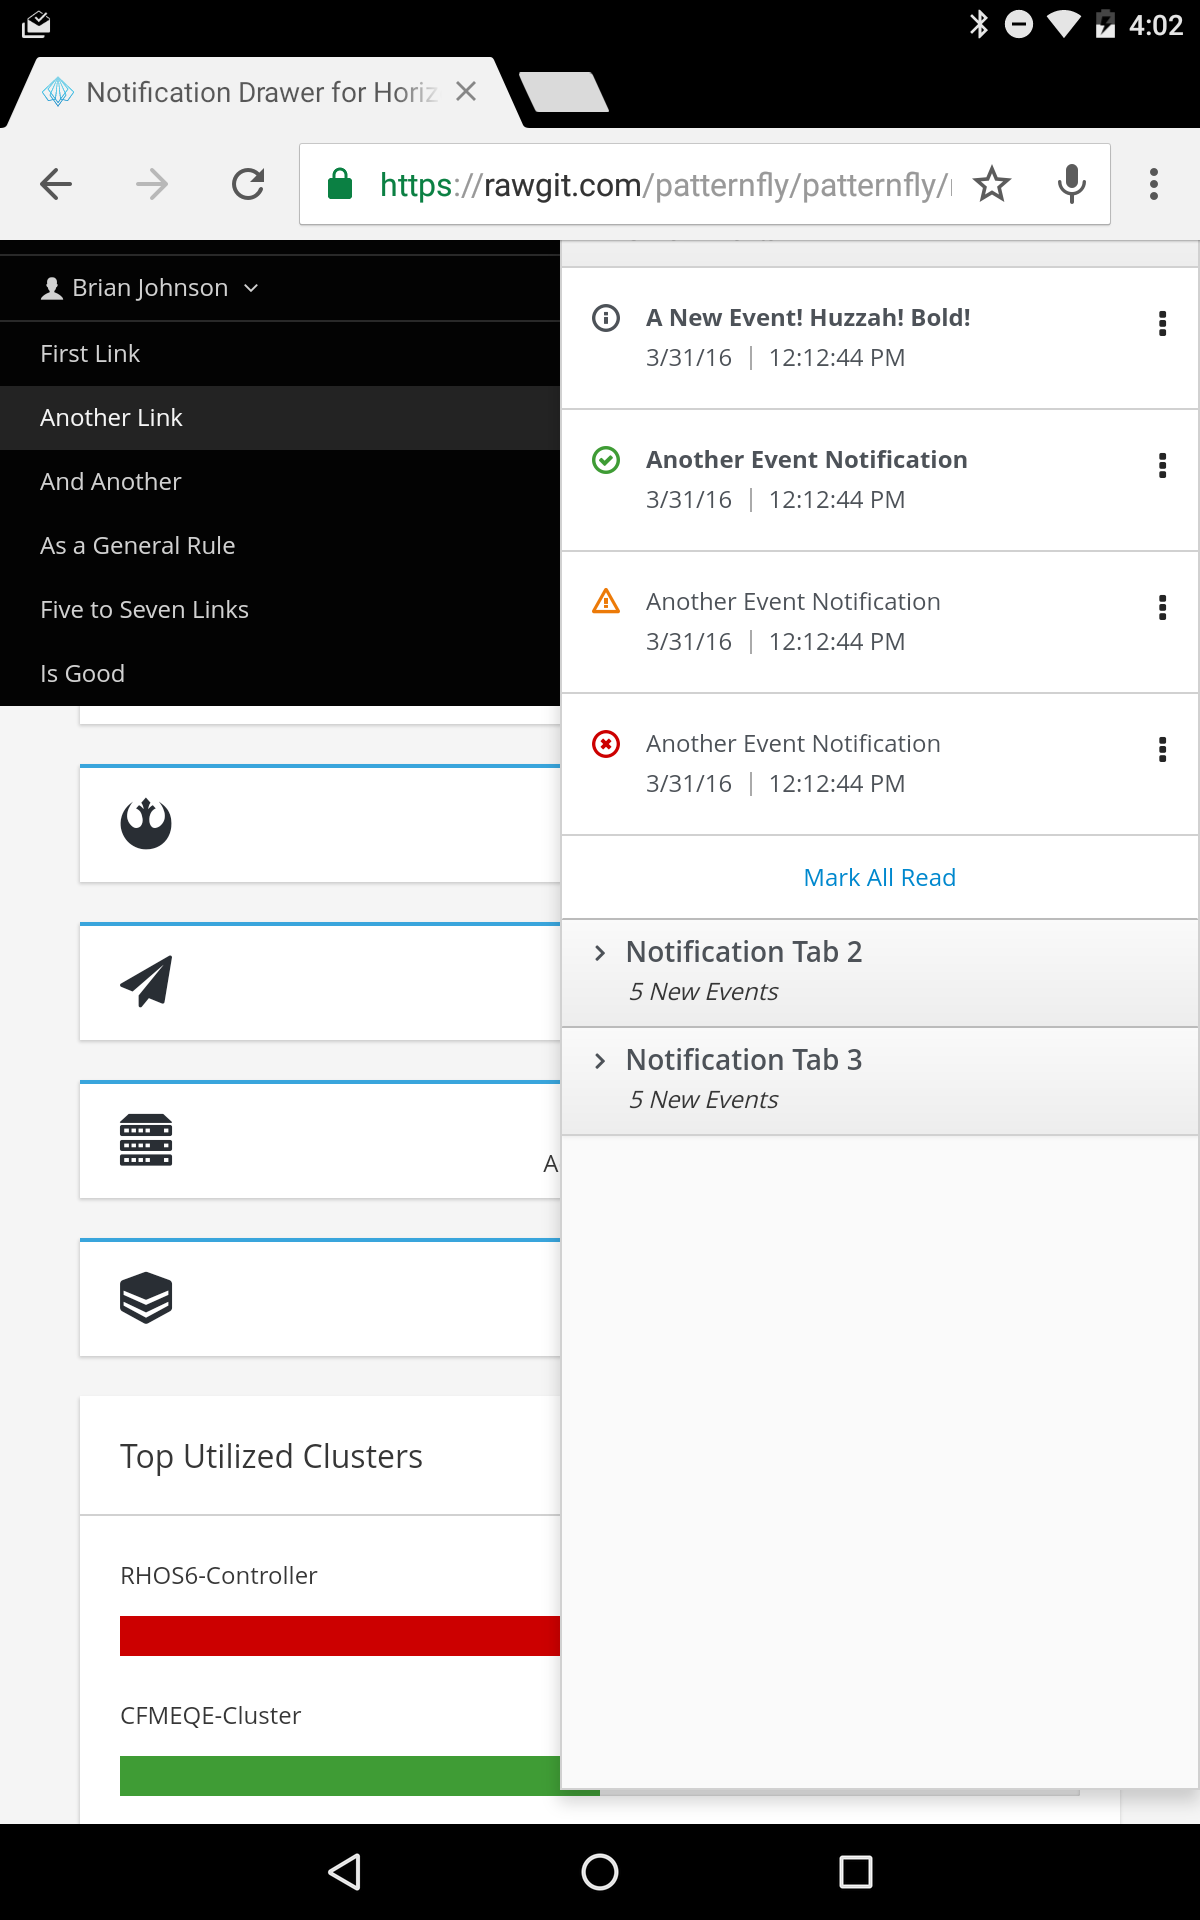 4:02
Notification Drawer for Horiz
https://rawgit.com/patternfly/patternfly/
Brian Johnson
First Link
Another Link
And Another
As a General Rule
Five to Seven Links
Is Good
A New Event! Huzzah! Bold!
3/31/16 | 12:12:44 PM
Another Event Notification
3/31/16 | 12:12:44 PM
Another Event Notification
3/31/16 | 12:12:44 PM
Another Event Notification
3/31/16 | 12:12:44 PM
Mark All Read
Notification Tab 2
5 New Events
Notification Tab 3
5 New Events
A
Top Utilized Clusters
RHOS6-Controller
CFMEQE-Cluster